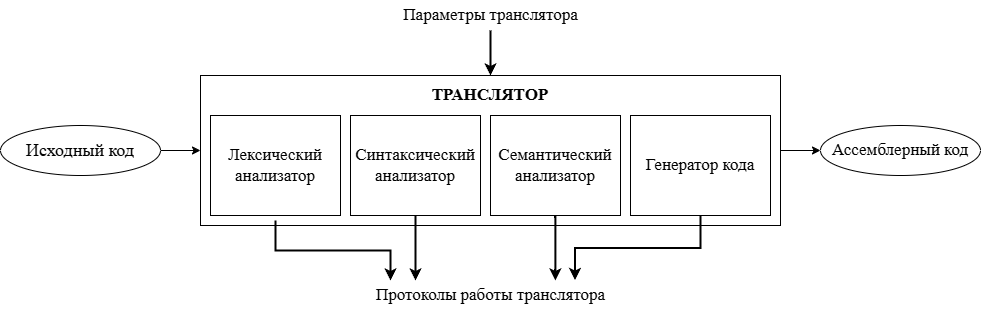 Параметры транслятора
ТРАНСЛЯТОР
Исходный код
Лексический
анализатор
Синтаксический
анализатор
Семантический
анализатор
Генератор кода
Ассемблерный код
Протоколы работы транслятора